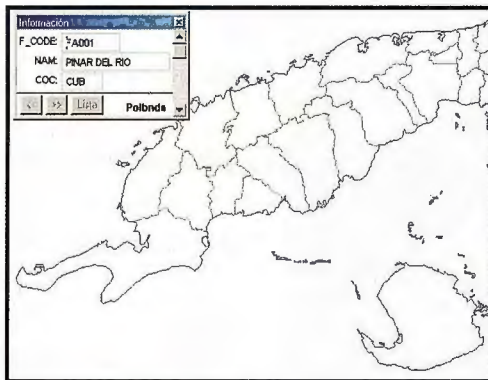 Información
F_CODE: FA001
NAM: PINAR DEL RIO
COC: CUB
<< >> Lista Polbnda